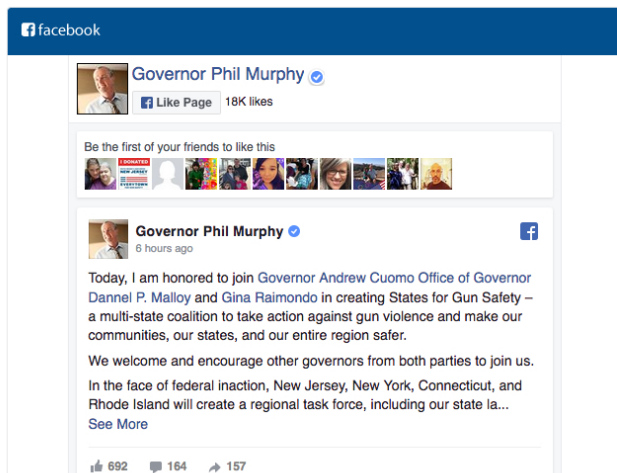 facebook
Governor Phil Murphy
Like Page
18K likes
Be the first of your friends to like this
I DONATED
NEW JERSEY
EVERYTOWN
Governor Phil Murphy
6 hours ago
Today, I am honored to join Governor Andrew Cuomo Office of Governor
Dannel P. Malloy and Gina Raimondo in creating States for Gun Safety –
a multi-state coalition to take action against gun violence and make our
communities, our states, and our entire region safer.
We welcome and encourage other governors from both parties to join us.
In the face of federal inaction, New Jersey, New York, Connecticut, and
Rhode Island will create a regional task force, including our state la...
See More
692 164 157